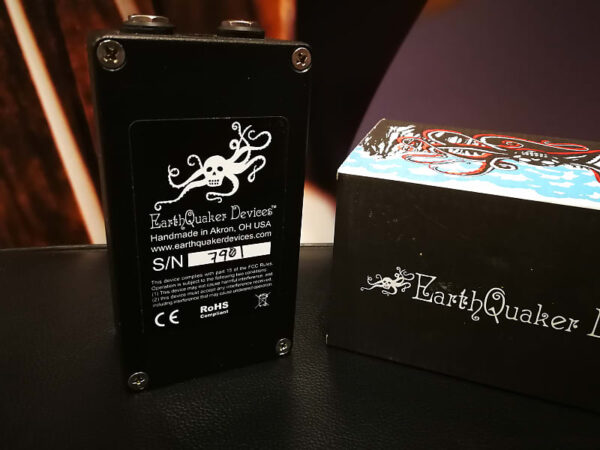 EarthQuaker Devices™
Handmade in Akron, OH USA
www.earthquakerdevices.com
S/N 7901
This device complies with part 15 of the FCC Rules.
Operation is subject to the following two conditions:
(1) This device may not cause harmful interference, and
(2) this device must accept any interference received,
including interference that may cause undesired operation.
CE RoHS
Compliant
EarthQuaker D